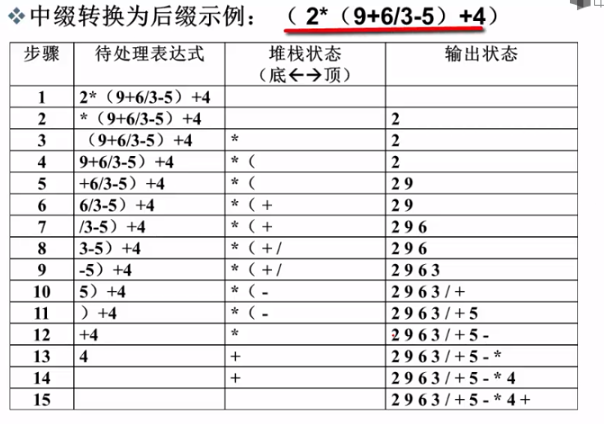 ❖中缀转换为后缀示例： （ 2*（9+6/3-5）+4）
步骤 待处理表达式 堆栈状态 输出状态
（底←→顶）
1 2*（9+6/3-5）+4
2 *（9+6/3-5）+4 2
3 （9+6/3-5）+4 * 2
4 9+6/3-5）+4 *（ 2
5 +6/3-5）+4 *（ 2 9
6 6/3-5）+4 *（+ 2 9
7 /3-5）+4 *（+ 2 9 6
8 3-5）+4 *（+ / 2 9 6
9 -5）+4 *（+ / 2 9 6 3
10 5）+4 *（- 2 9 6 3 / +
11 ）+4 *（- 2 9 6 3 / + 5
12 +4 * 2 9 6 3 / + 5 -
13 4 + 2 9 6 3 / + 5 - *
14 + 2 9 6 3 / + 5 - * 4
15 2 9 6 3 / + 5 - * 4 +